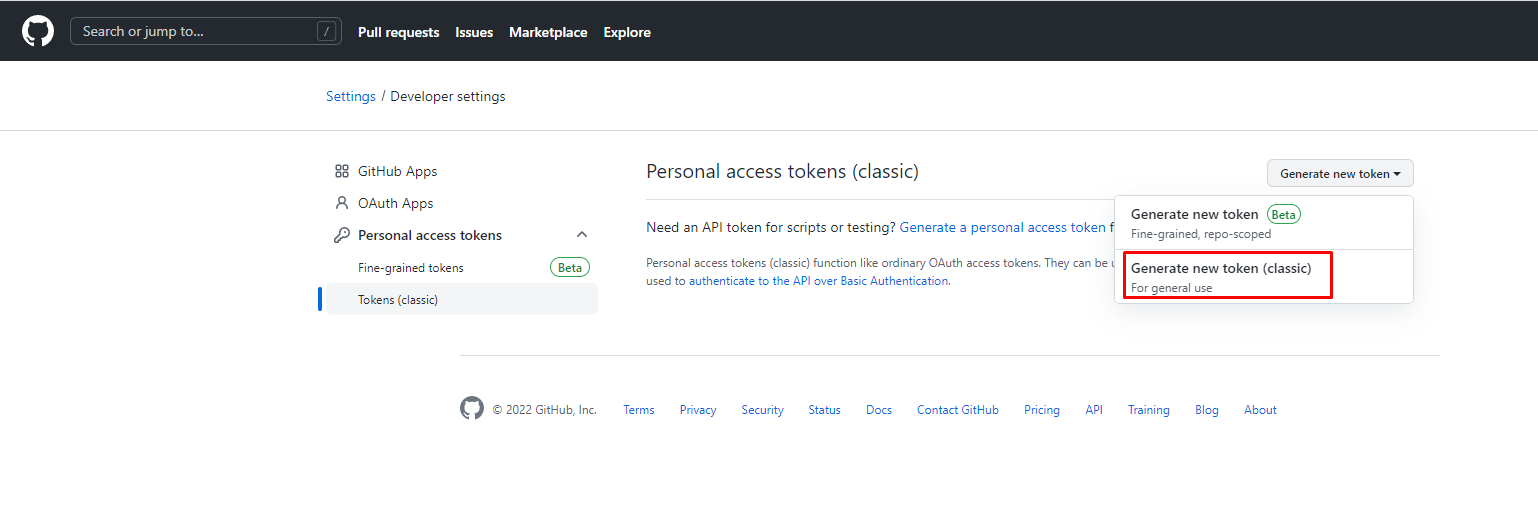 Search or jump to... /
Pull requests
Issues
Marketplace
Explore
Settings / Developer settings
GitHub Apps
OAuth Apps
Personal access tokens
Fine-grained tokens Beta
Tokens (classic)
Personal access tokens (classic)
Generate new token
Need an API token for scripts or testing? Generate a personal access token
Personal access tokens (classic) function like ordinary OAuth access tokens. They can be
used to authenticate to the API over Basic Authentication.
Generate new token Beta
Fine-grained, repo-scoped
Generate new token (classic)
For general use
© 2022 GitHub, Inc.
Terms
Privacy
Security
Status
Docs
Contact GitHub
Pricing
API
Training
Blog
About